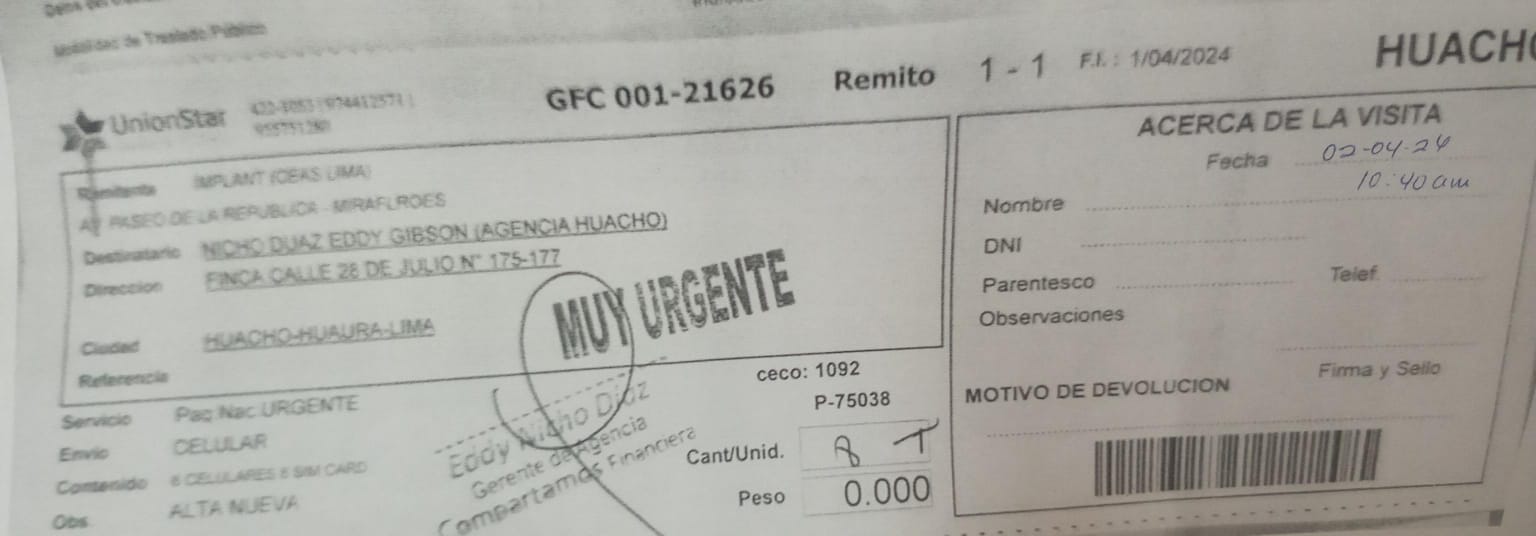 Modalidad de Traslado Público
UnionStar
GFC 001-21626 Remito 1 - 1 F.I. : 1/04/2024 HUACHO
Remitente IMPLANT (OEAS LIMA)
AV PASEO DE LA REPUBLICA - MIRAFLROES
Destinatario NICHO DUAZ EDDY GIBSON (AGENCIA HUACHO)
Direccion FINCA CALLE 28 DE JULIO N° 175-177
Ciudad HUACHO-HUAURA-LIMA
Referencia
MUY URGENTE
Servicio Paq.Nac.URGENTE
Envio CELULAR
Contenido 8 CELULARES 8 SIM CARD
Obs. ALTA NUEVA
Eddy Nicho Diaz
Gerente de Agencia
Compartamos Financiera
ceco: 1092
P-75038
Cant/Unid. 8 T
Peso 0.000
ACERCA DE LA VISITA
Fecha 02-04-24
10:40 am
Nombre
DNI
Parentesco Telef.
Observaciones
Firma y Sello
MOTIVO DE DEVOLUCION